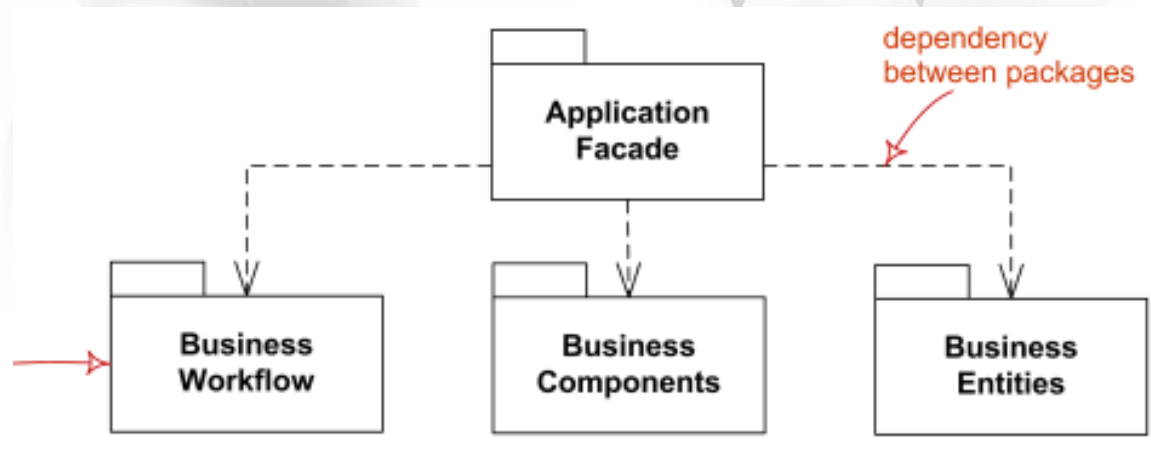 dependency
between packages
Application
Facade
Business
Workflow
Business
Components
Business
Entities